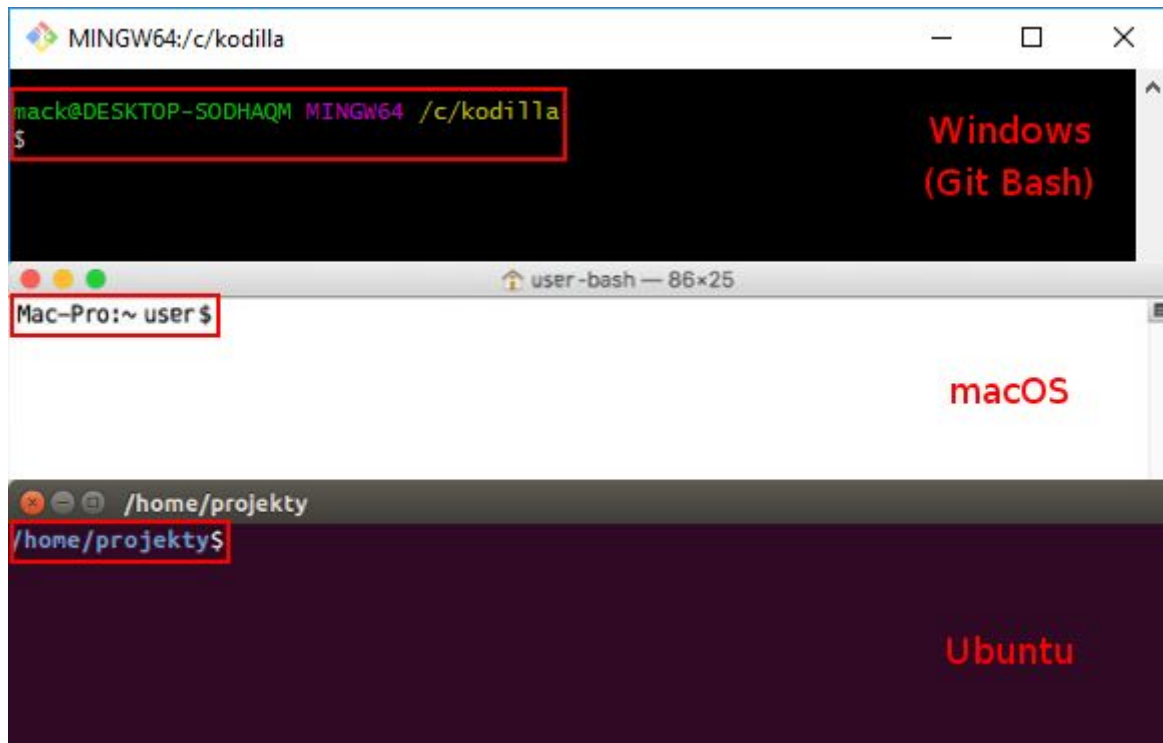 MINGW64:/c/kodilla
mack@DESKTOP-SODHAQM MINGW64 /c/kodilla
$
Windows
(Git Bash)
user-bash — 86×25
Mac-Pro:~ user$
macOS
/home/projekty
/home/projekty$
Ubuntu